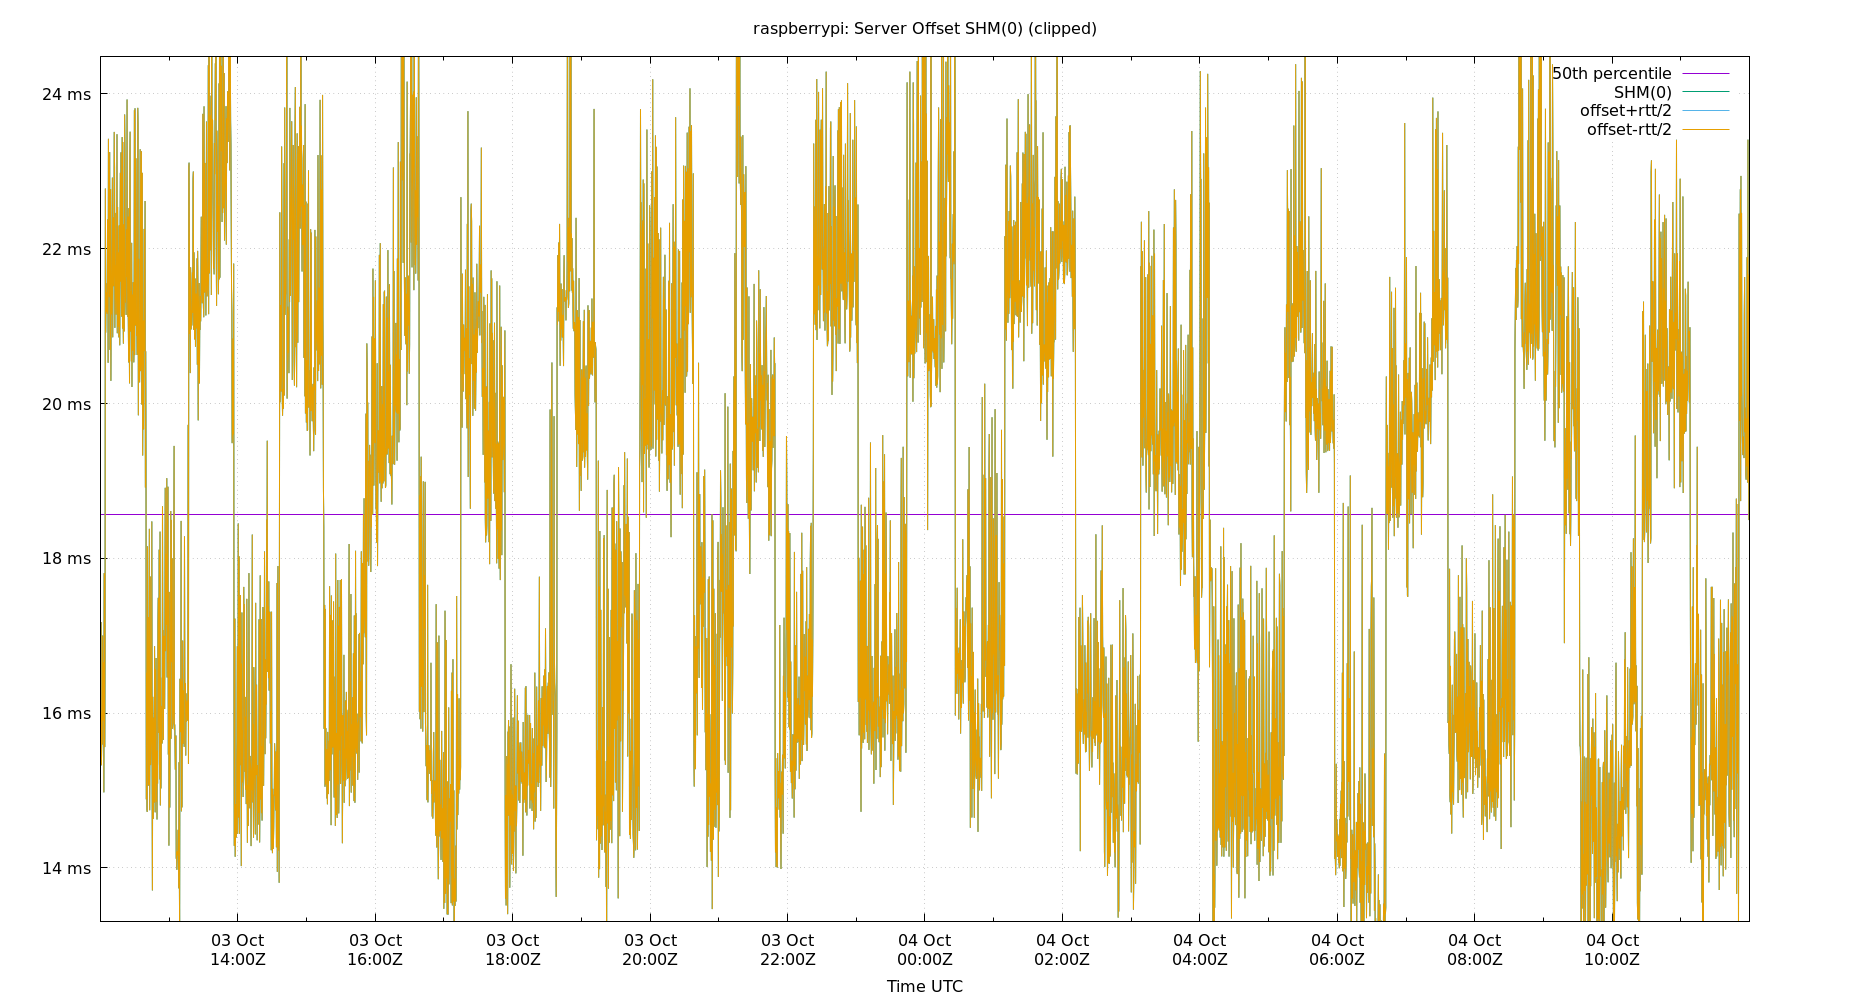 raspberrypi: Server Offset SHM(0) (clipped)
50th percentile
SHM(0)
offset+rtt/2
offset-rtt/2
24 ms
22 ms
20 ms
18 ms
16 ms
14 ms
03 Oct 03 Oct 03 Oct 03 Oct 03 Oct 04 Oct 04 Oct 04 Oct 04 Oct 04 Oct 04 Oct
14:00Z 16:00Z 18:00Z 20:00Z 22:00Z 00:00Z 02:00Z 04:00Z 06:00Z 08:00Z 10:00Z
Time UTC